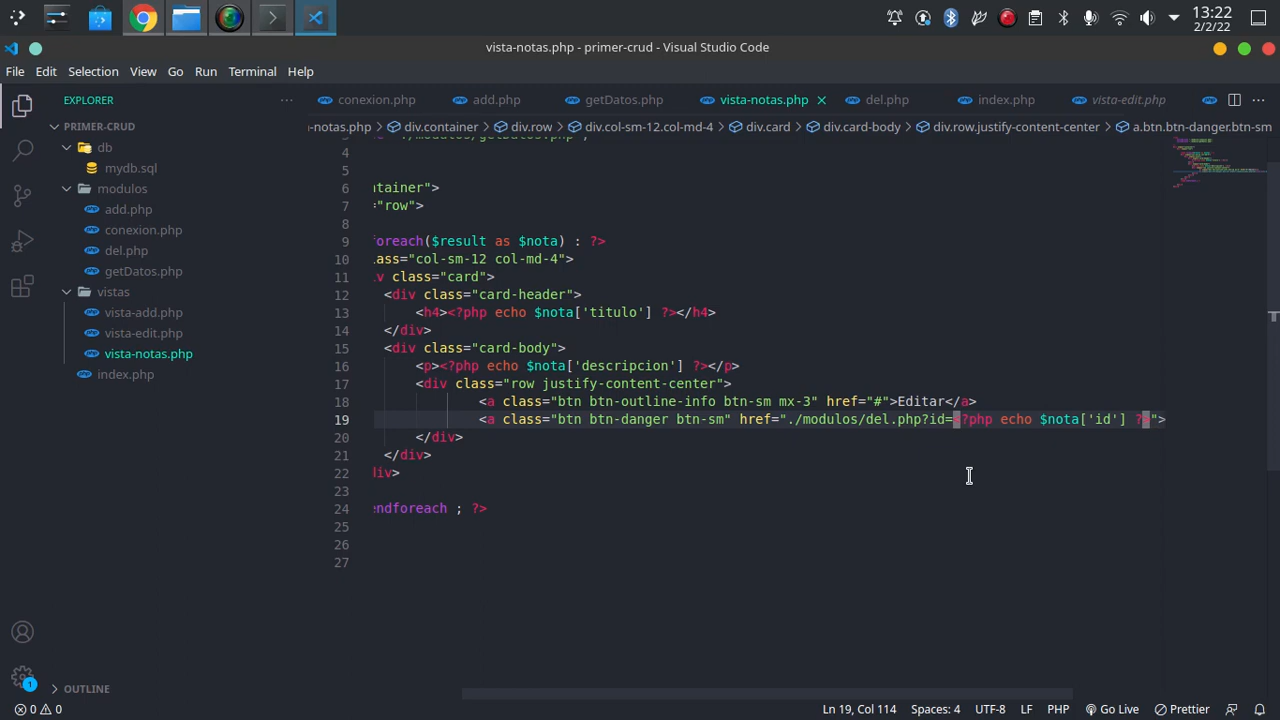 13:22
2/2/22
vista-notas.php - primer-crud - Visual Studio Code
File Edit Selection View Go Run Terminal Help
EXPLORER
conexion.php add.php getDatos.php vista-notas.php del.php index.php vista-edit.php
PRIMER-CRUD
-notas.php > div.container > div.row > div.col-sm-12.col-md-4 > div.card > div.card-body > div.row.justify-content-center > a.btn.btn-danger.btn-sm
db
mydb.sql
modulos
add.php
conexion.php
del.php
getDatos.php
vistas
vista-add.php
vista-edit.php
vista-notas.php
index.php
OUTLINE
4
5
6 ntainer">
7 ="row">
8
9 foreach($result as $nota) : ?>
10 lass="col-sm-12 col-md-4">
11 iv class="card">
12 <div class="card-header">
13 <h4><?php echo $nota['titulo'] ?></h4>
14 </div>
15 <div class="card-body">
16 <p><?php echo $nota['descripcion'] ?></p>
17 <div class="row justify-content-center">
18 <a class="btn btn-outline-info btn-sm mx-3" href="#">Editar</a>
19 <a class="btn btn-danger btn-sm" href="./modulos/del.php?id=<?php echo $nota['id'] ?>">
20 </div>
21 </div>
22 div>
23
24 endforeach ; ?>
25
26
27
1
0 0
Ln 19, Col 114 Spaces: 4 UTF-8 LF PHP Go Live Prettier